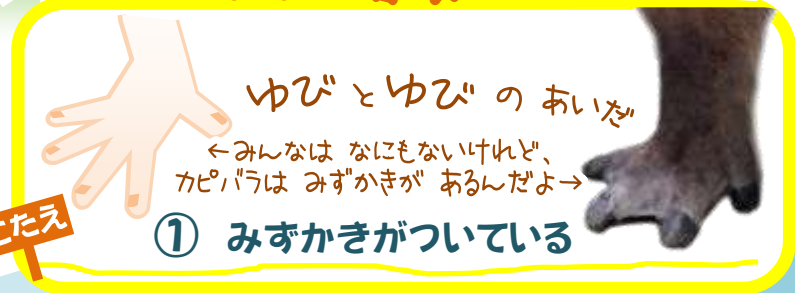 ゆびとゆびの あいだ
←みんなは なにもないけれど、
カピバラは みずかきが あるんだよ→
こたえ
① みずかきがついている